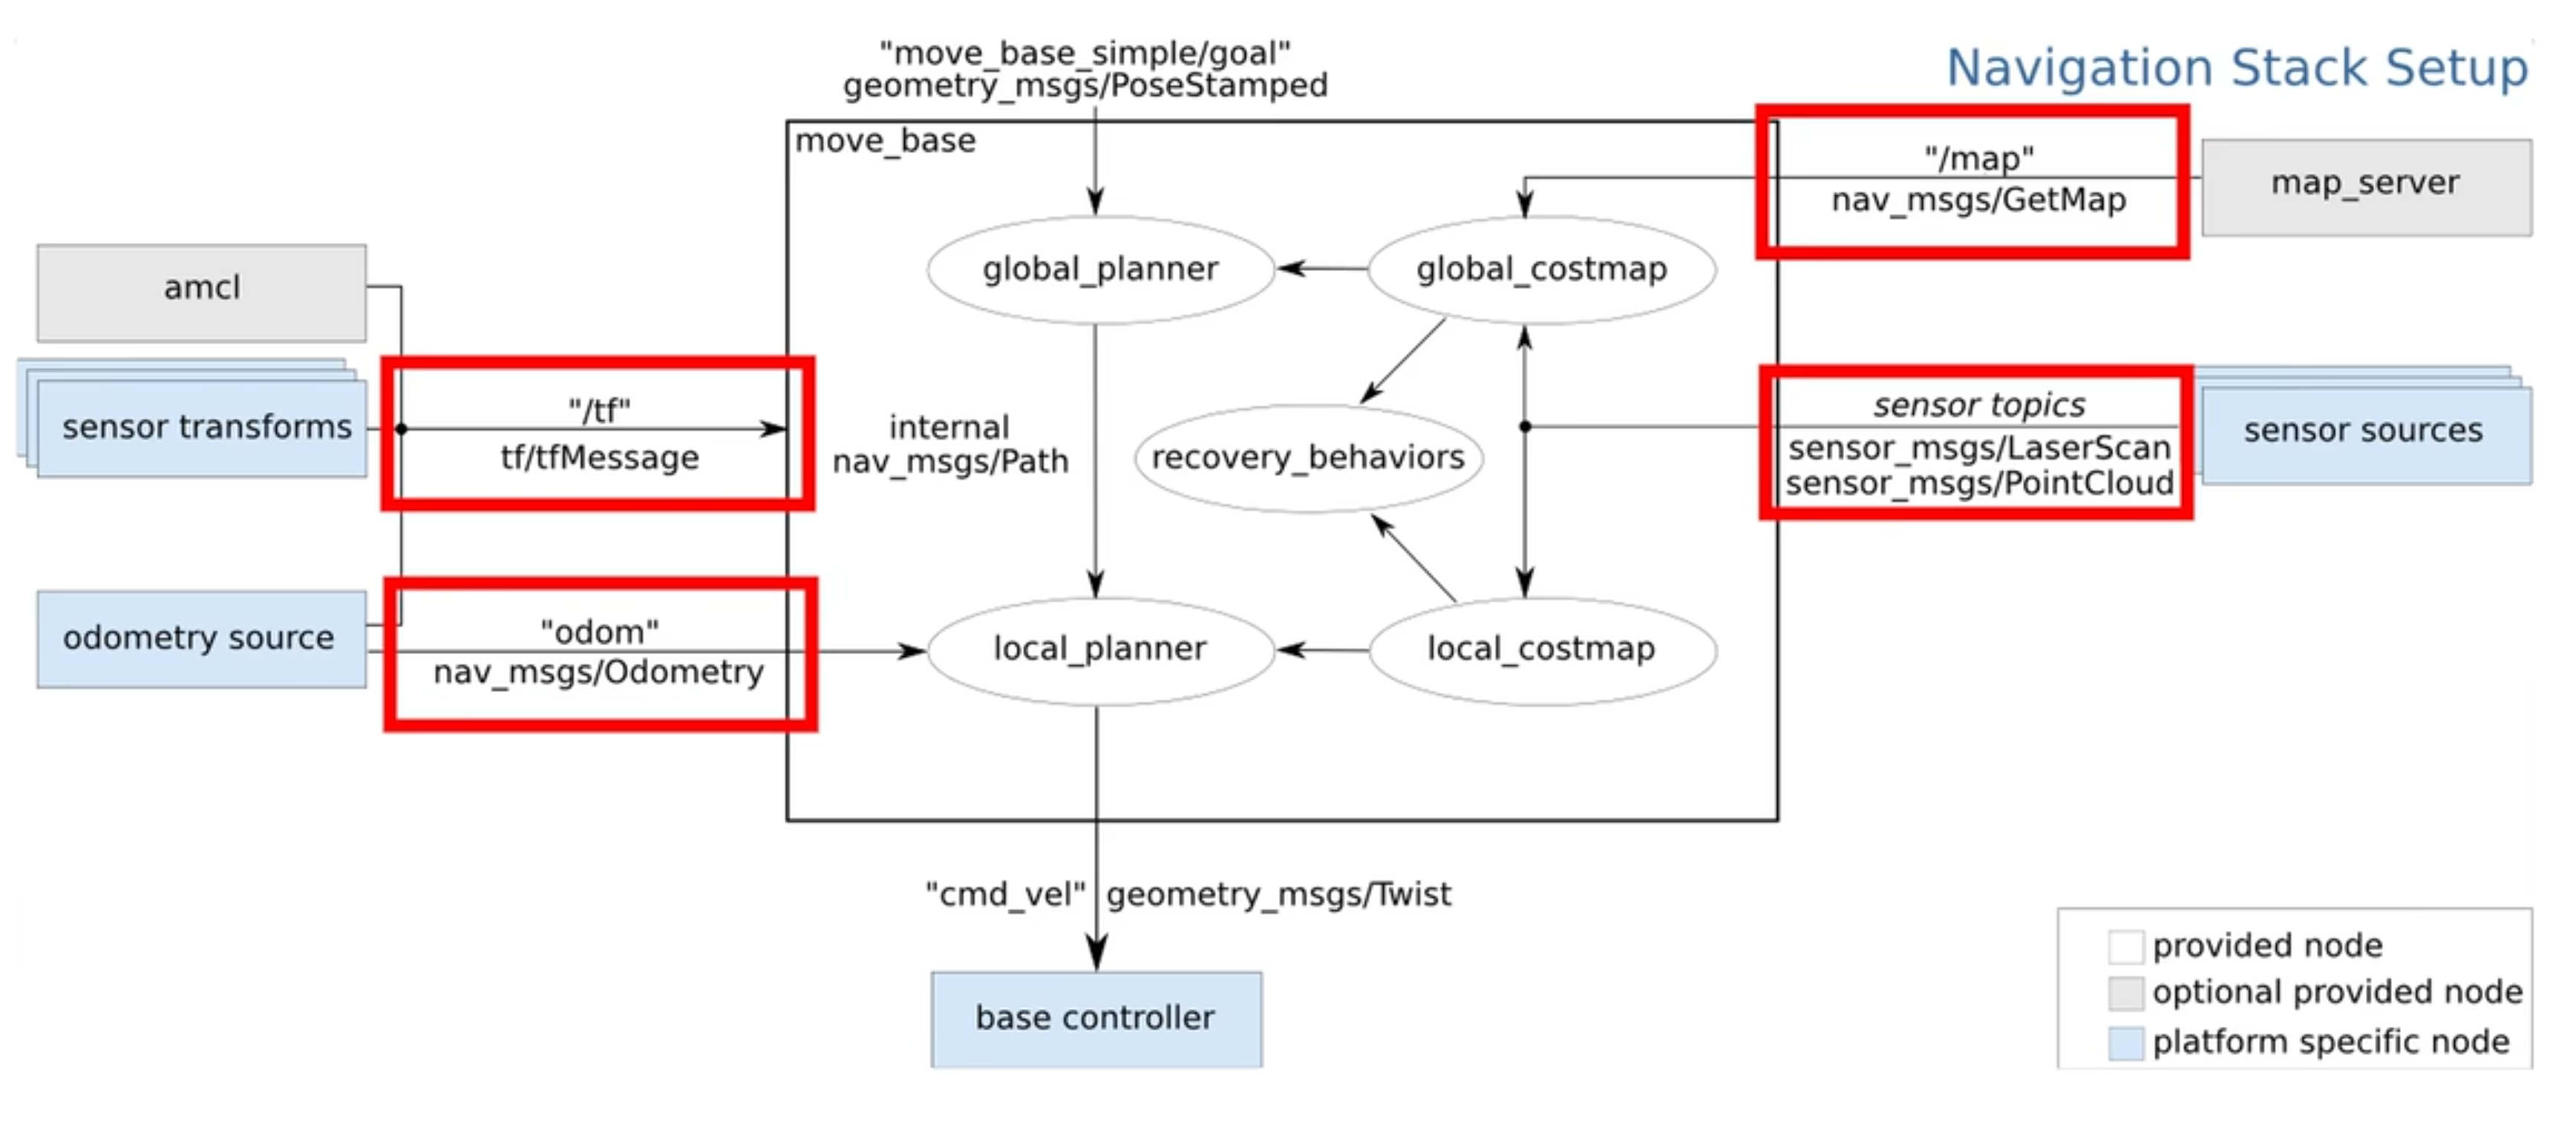 "move_base_simple/goal"
geometry_msgs/PoseStamped
Navigation Stack Setup
move_base
"/map"
nav_msgs/GetMap
map_server
global_planner
global_costmap
amcl
sensor transforms
"/tf"
tf/tfMessage
internal
nav_msgs/Path
recovery_behaviors
sensor topics
sensor_msgs/LaserScan
sensor_msgs/PointCloud
sensor sources
odometry source
"odom"
nav_msgs/Odometry
local_planner
local_costmap
"cmd_vel" geometry_msgs/Twist
base controller
provided node
optional provided node
platform specific node